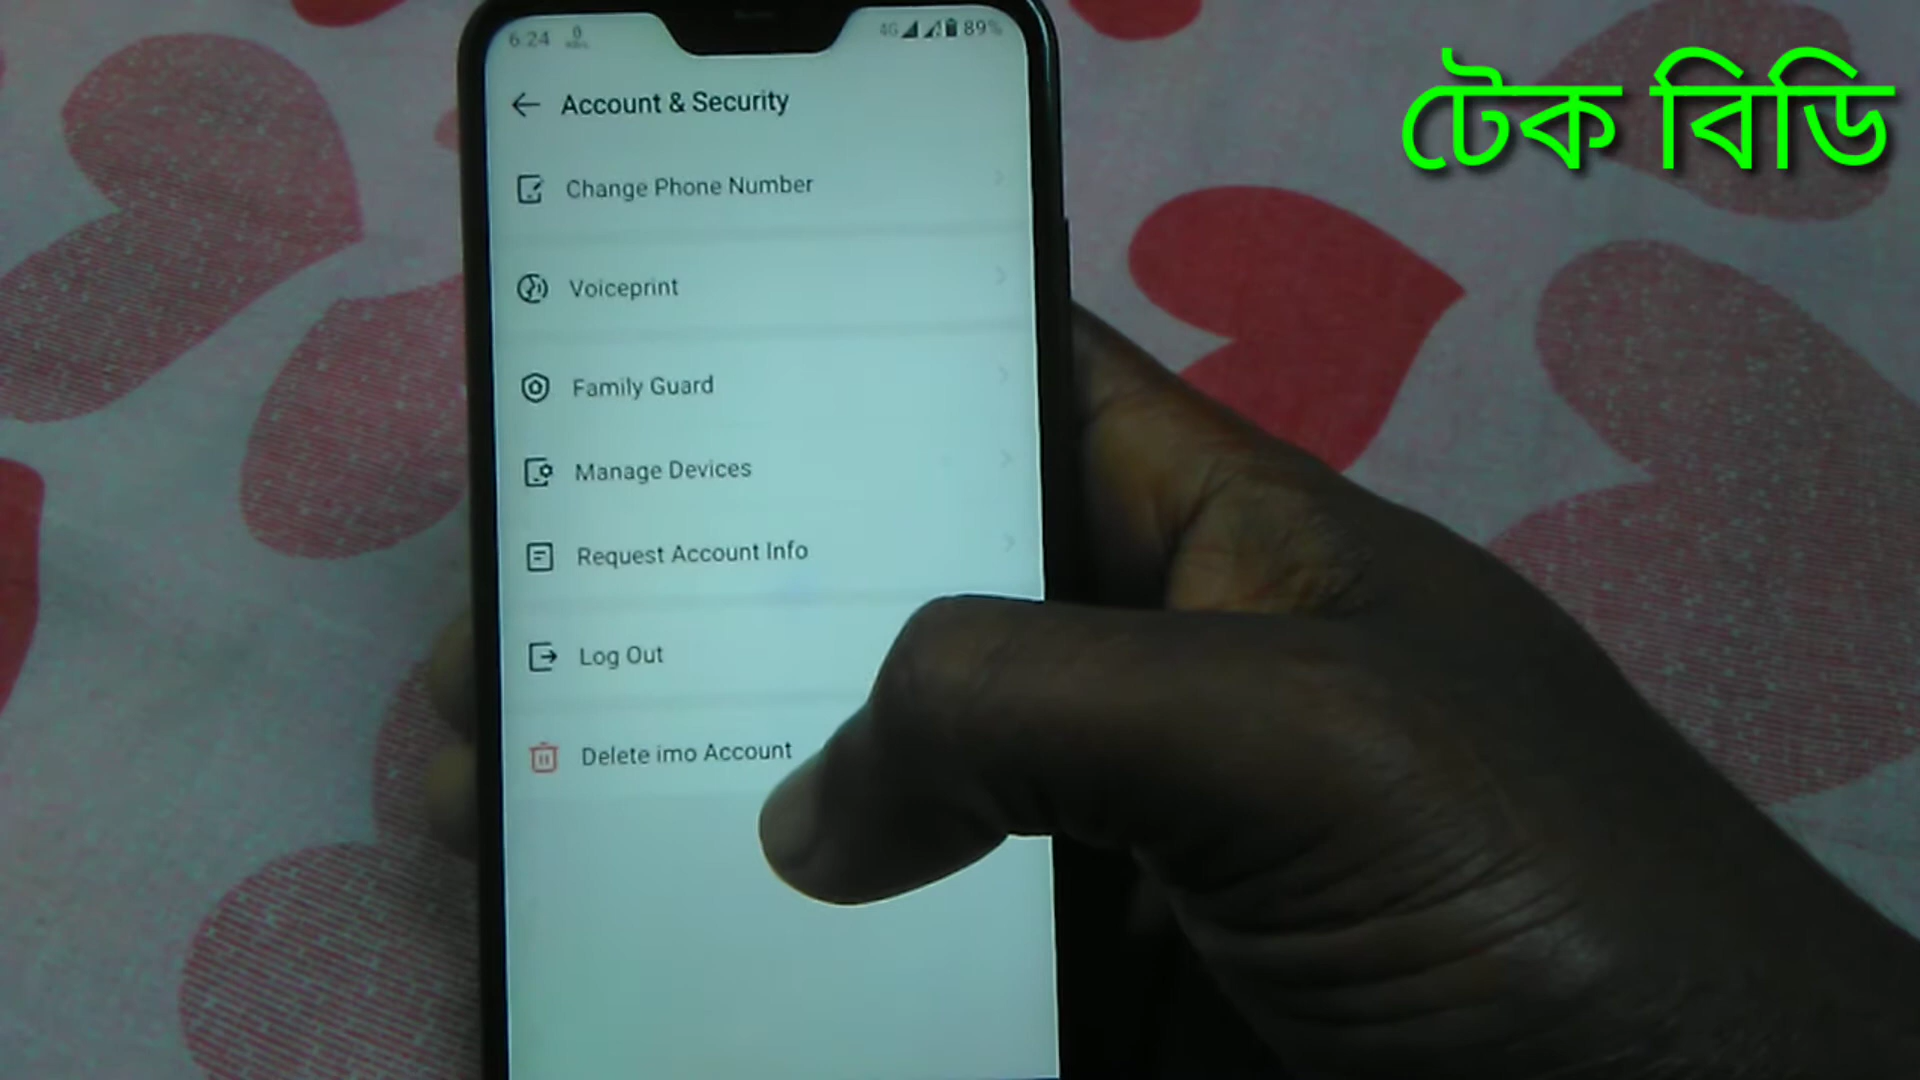 6:24
4G 89%
টেক বিডি
Account & Security
Change Phone Number
Voiceprint
Family Guard
Manage Devices
Request Account Info
Log Out
Delete imo Account